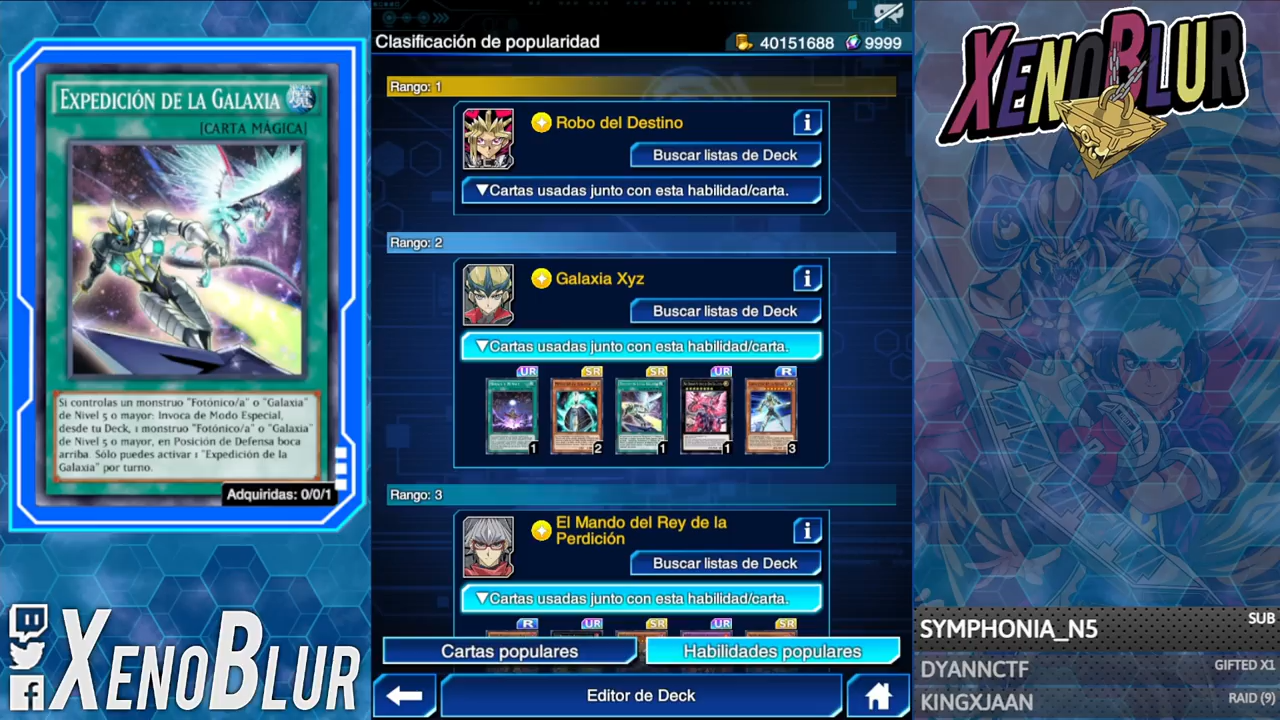 EXPEDICIÓN DE LA GALAXIA
[CARTA MÁGICA]
Si controlas un monstruo "Fotónico/a" o "Galaxia"
de Nivel 5 o mayor: Invoca de Modo Especial,
desde tu Deck, 1 monstruo "Fotónico/a" o "Galaxia"
de Nivel 5 o mayor, en Posición de Defensa boca
arriba. Sólo puedes activar 1 "Expedición de la
Galaxia" por turno.
Adquiridas: 0/0/1
XENOBLUR
Clasificación de popularidad
40151688
9999
Rango: 1
Robo del Destino
i
Buscar listas de Deck
▼Cartas usadas junto con esta habilidad/carta.
Rango: 2
Galaxia Xyz
i
Buscar listas de Deck
▼Cartas usadas junto con esta habilidad/carta.
UR SR SR UR R
1 2 1 1 3
Rango: 3
El Mando del Rey de la
Perdición
i
Buscar listas de Deck
▼Cartas usadas junto con esta habilidad/carta.
R UR SR UR SR
Cartas populares
Habilidades populares
Editor de Deck
XENOBLUR
SYMPHONIA_N5 SUB
DYANNCTF GIFTED X1
KINGXJAAN RAID (9)